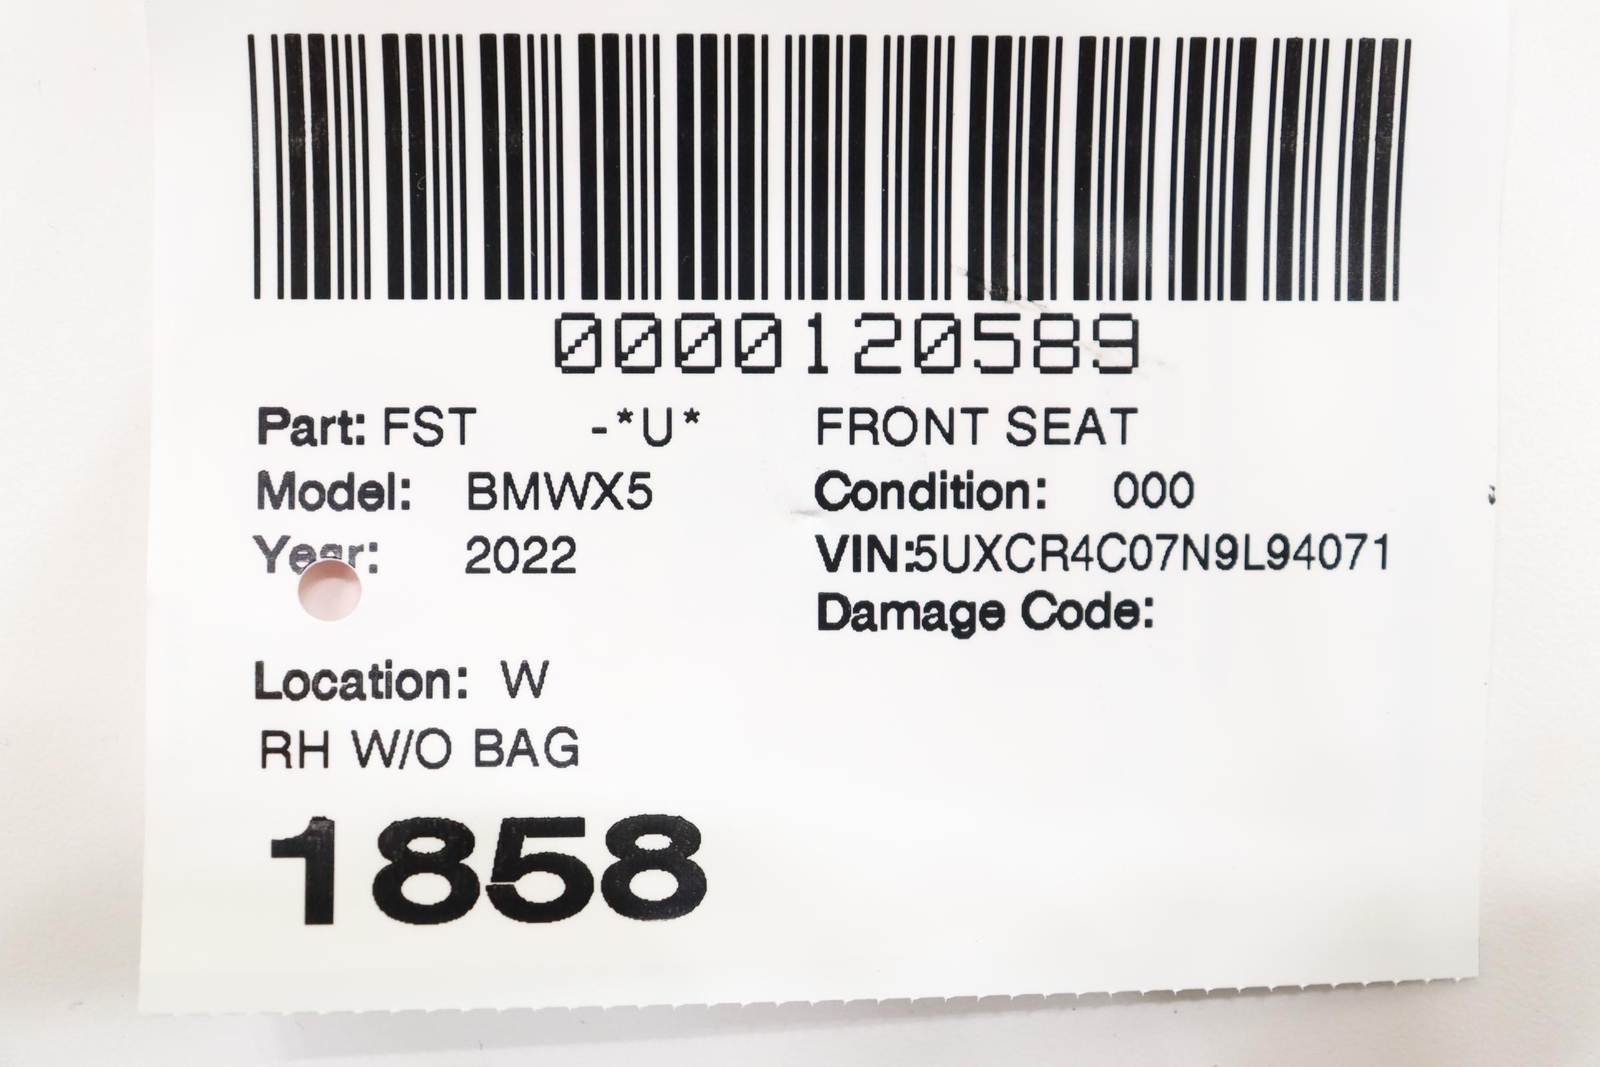 0000120589
Part: FST -*U* FRONT SEAT
Model: BMWX5 Condition: 000
Year: 2022 VIN:5UXCR4C07N9L94071
Damage Code:
Location: W
RH W/O BAG
1858